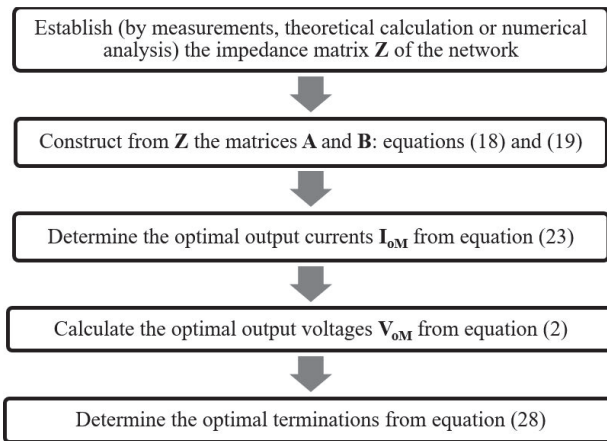 Establish (by measurements, theoretical calculation or numerical
analysis) the impedance matrix Z of the network
Construct from Z the matrices A and B: equations (18) and (19)
Determine the optimal output currents IoM from equation (23)
Calculate the optimal output voltages VoM from equation (2)
Determine the optimal terminations from equation (28)